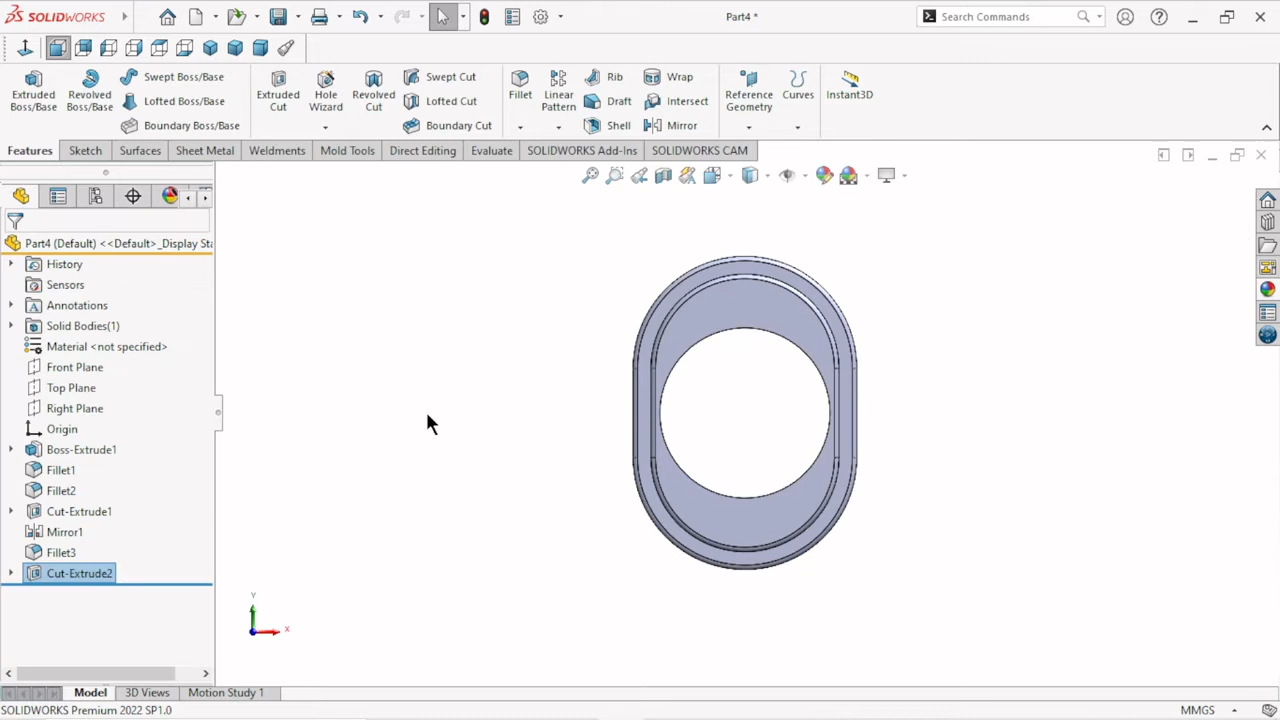 SOLIDWORKS
Part4 *
Search Commands
Extruded Boss/Base
Revolved Boss/Base
Swept Boss/Base
Lofted Boss/Base
Boundary Boss/Base
Extruded Cut
Hole Wizard
Revolved Cut
Swept Cut
Lofted Cut
Boundary Cut
Fillet
Linear Pattern
Rib
Draft
Shell
Wrap
Intersect
Mirror
Reference Geometry
Curves
Instant3D
Features
Sketch
Surfaces
Sheet Metal
Weldments
Mold Tools
Direct Editing
Evaluate
SOLIDWORKS Add-Ins
SOLIDWORKS CAM
Part4 (Default) <<Default>_Display Sta
History
Sensors
Annotations
Solid Bodies(1)
Material <not specified>
Front Plane
Top Plane
Right Plane
Origin
Boss-Extrude1
Fillet1
Fillet2
Cut-Extrude1
Mirror1
Fillet3
Cut-Extrude2
Y
X
Model
3D Views
Motion Study 1
SOLIDWORKS Premium 2022 SP1.0
MMGS